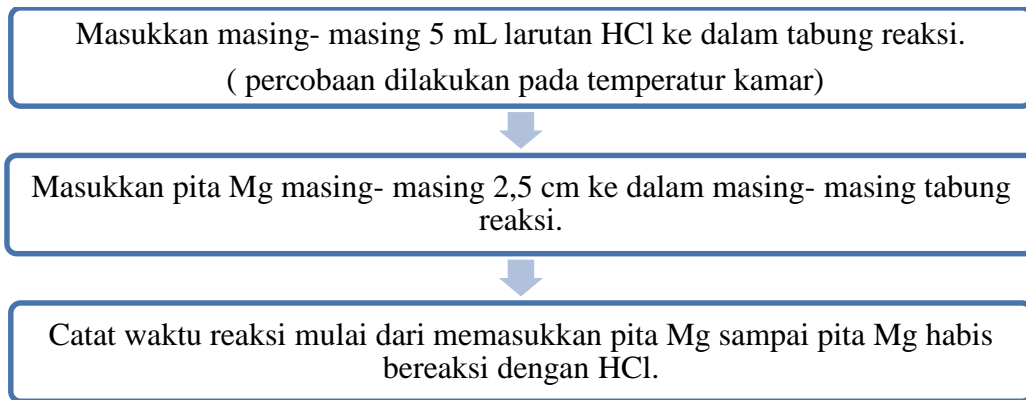 Masukkan masing- masing 5 mL larutan HCl ke dalam tabung reaksi.
( percobaan dilakukan pada temperatur kamar)
Masukkan pita Mg masing- masing 2,5 cm ke dalam masing- masing tabung
reaksi.
Catat waktu reaksi mulai dari memasukkan pita Mg sampai pita Mg habis
bereaksi dengan HCl.